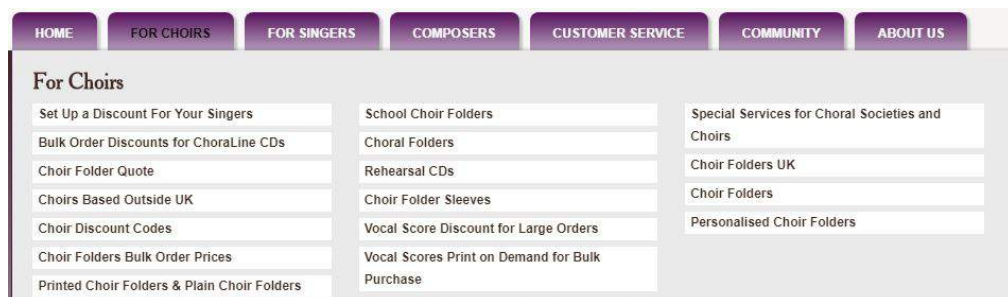 HOME FOR CHOIRS FOR SINGERS COMPOSERS CUSTOMER SERVICE COMMUNITY ABOUT US
For Choirs
Set Up a Discount For Your Singers
Bulk Order Discounts for ChoraLine CDs
Choir Folder Quote
Choirs Based Outside UK
Choir Discount Codes
Choir Folders Bulk Order Prices
Printed Choir Folders & Plain Choir Folders
School Choir Folders
Choral Folders
Rehearsal CDs
Choir Folder Sleeves
Vocal Score Discount for Large Orders
Vocal Scores Print on Demand for Bulk
Purchase
Special Services for Choral Societies and
Choirs
Choir Folders UK
Choir Folders
Personalised Choir Folders